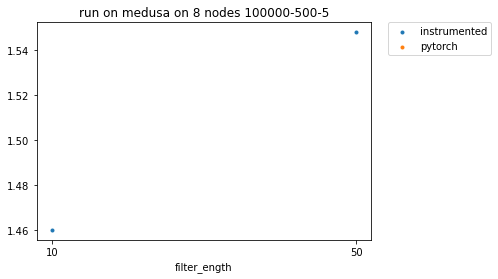 run on medusa on 8 nodes 100000-500-5
instrumented
pytorch
1.54
1.52
1.50
1.48
1.46
10
50
filter_ength